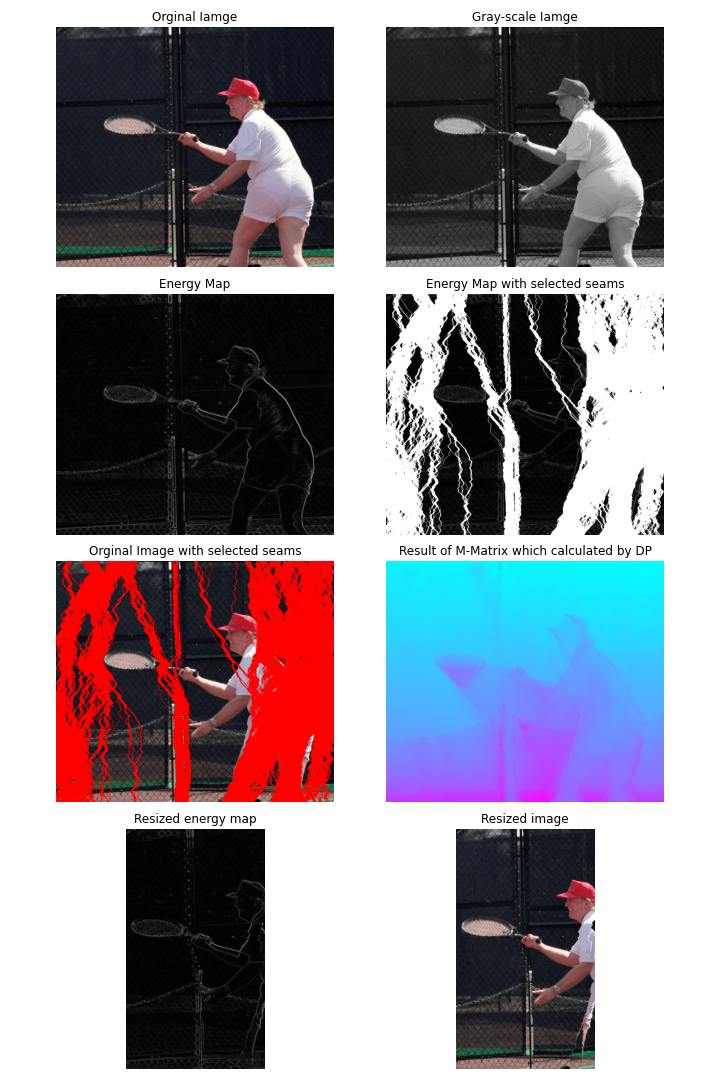 Orginal Iamge
Gray-scale Iamge
Energy Map
Energy Map with selected seams
Orginal Image with selected seams
Result of M-Matrix which calculated by DP
Resized energy map
Resized image